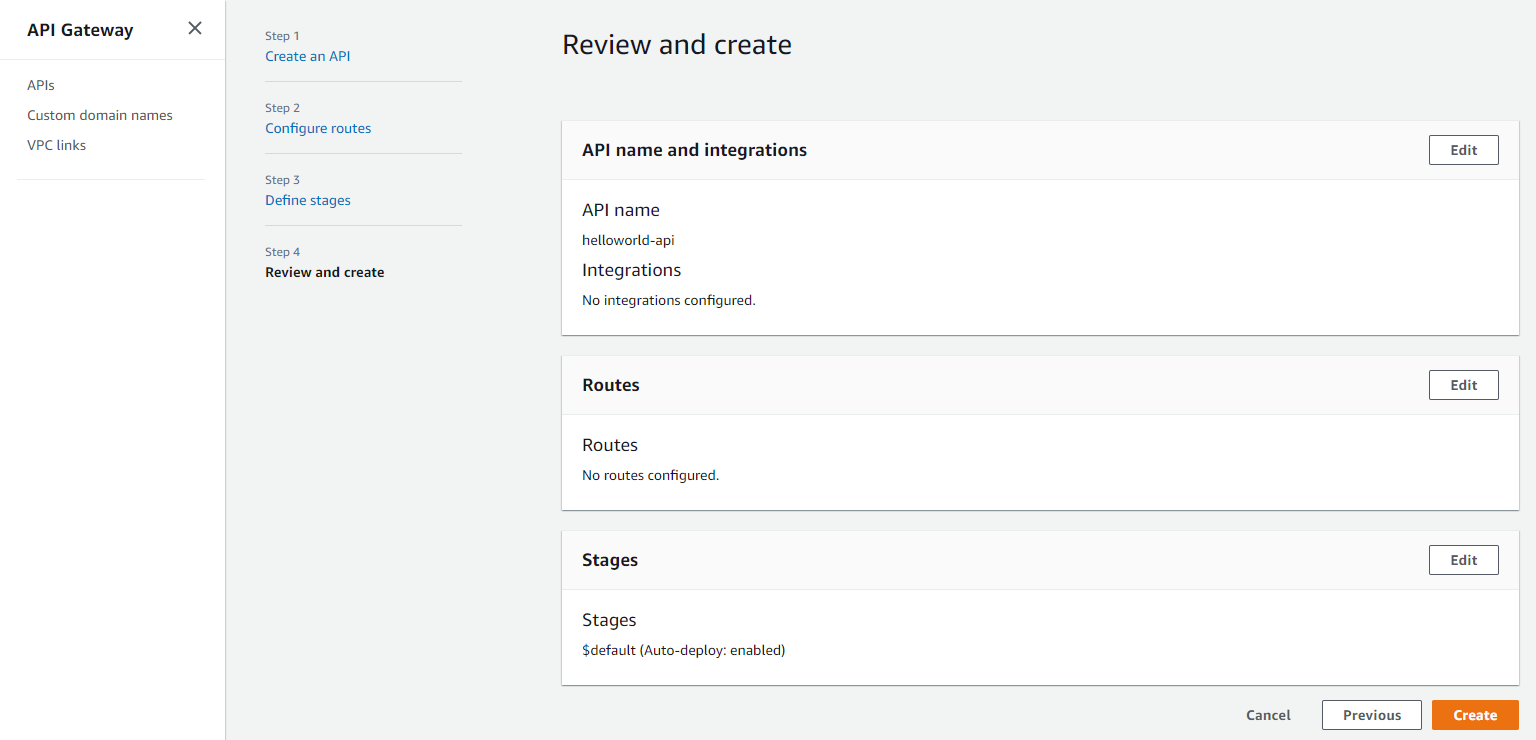 API Gateway
APIs
Custom domain names
VPC links
Step 1
Create an API
Step 2
Configure routes
Step 3
Define stages
Step 4
Review and create
Review and create
API name and integrations
Edit
API name
helloworld-api
Integrations
No integrations configured.
Routes
Edit
Routes
No routes configured.
Stages
Edit
Stages
$default (Auto-deploy: enabled)
Cancel
Previous
Create